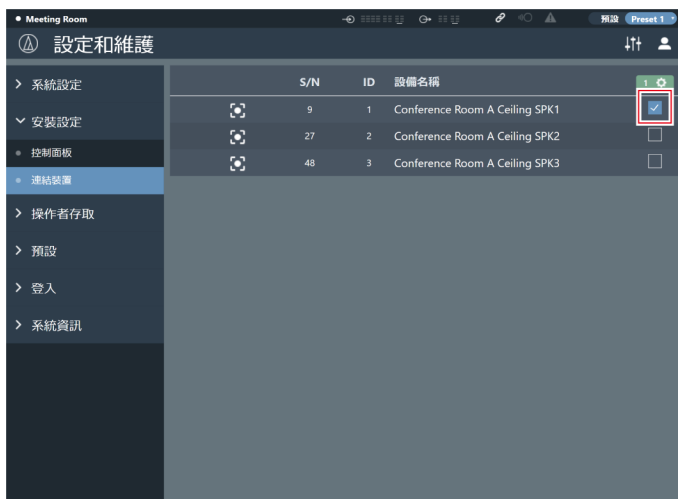 Meeting Room
預設 Preset 1
設定和維護
系統設定
S/N ID 設備名稱 1
安裝設定
9 1 Conference Room A Ceiling SPK1
27 2 Conference Room A Ceiling SPK2
控制面板
48 3 Conference Room A Ceiling SPK3
連結裝置
操作者存取
預設
登入
系統資訊